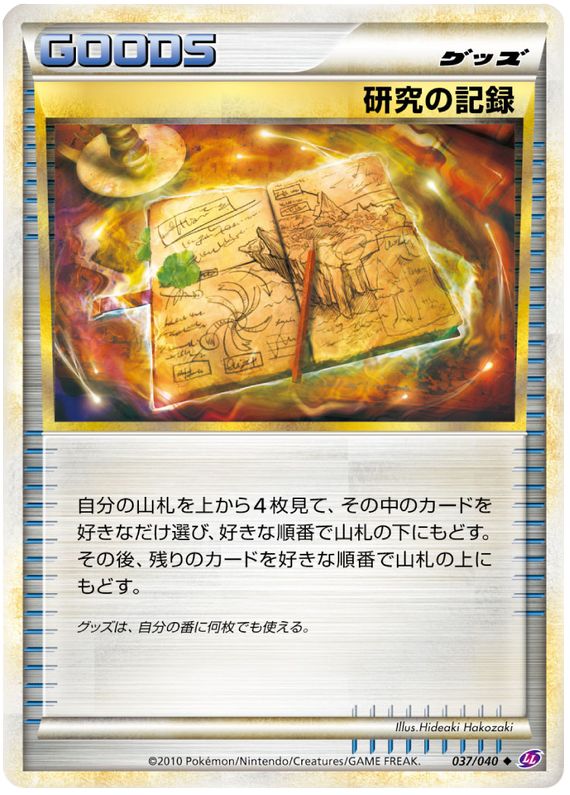 GOODS
グッズ
研究の記録
自分の山札を上から4枚見て、その中のカードを
好きなだけ選び、好きな順番で山札の下にもどす。
その後、残りのカードを好きな順番で山札の上に
もどす。
グッズは、自分の番に何枚でも使える。
Illus.Hideaki Hakozaki
©2010 Pokémon/Nintendo/Creatures/GAME FREAK.
037/040 ◆ LL